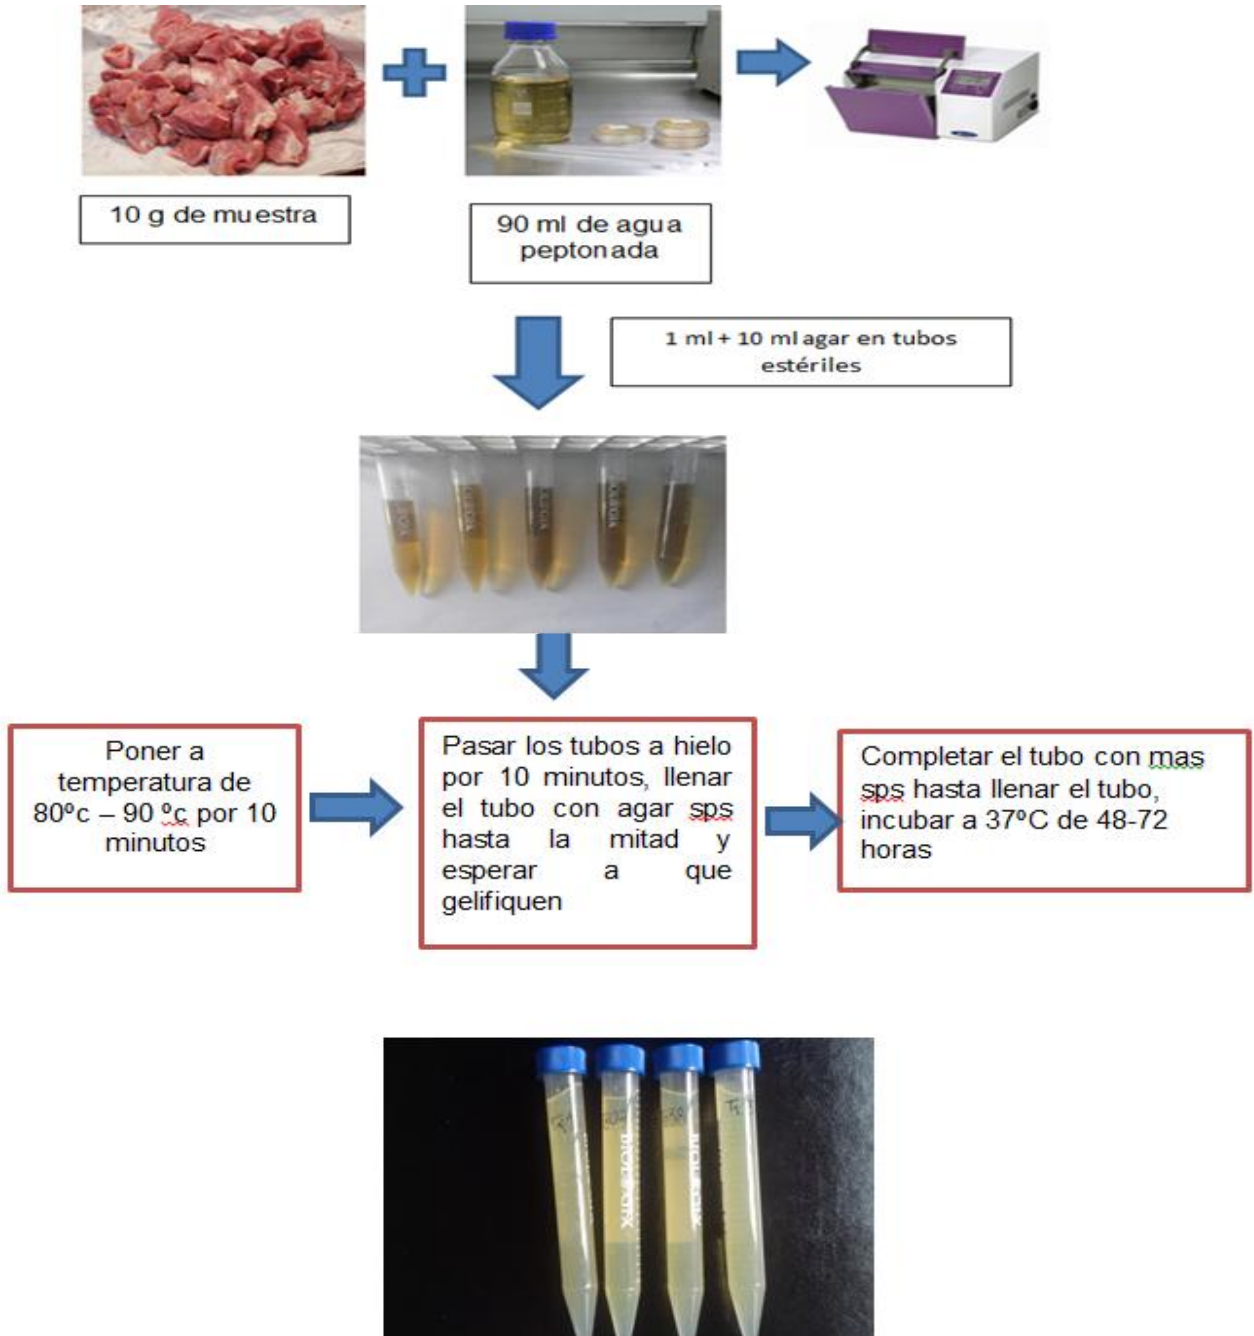 10 g de muestra
90 ml de agua
peptonada
1 ml + 10 ml agar en tubos
estériles
Poner a
temperatura de
80ºc – 90 ºc por 10
minutos
Pasar los tubos a hielo
por 10 minutos, llenar
el tubo con agar sps
hasta la mitad y
esperar a que
gelifiquen
Completar el tubo con mas
sps hasta llenar el tubo,
incubar a 37ºC de 48-72
horas